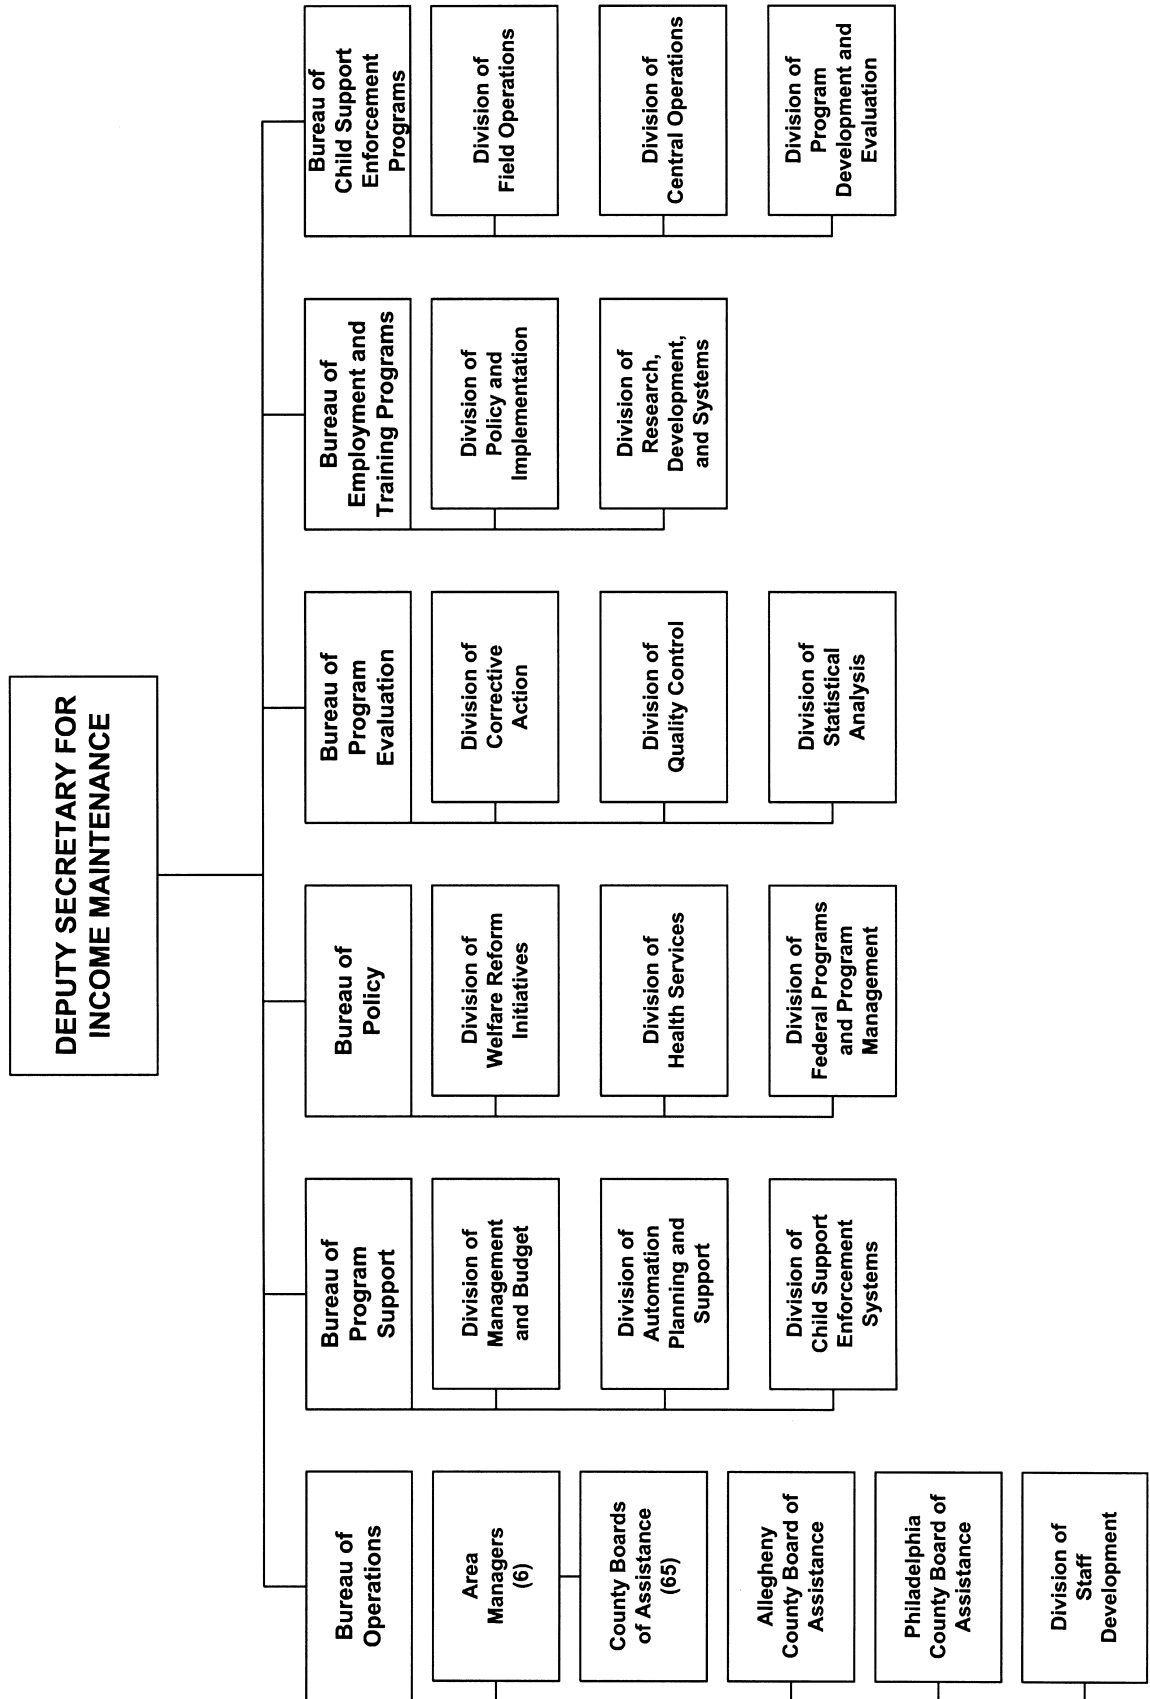 DEPUTY SECRETARY FOR
INCOME MAINTENANCE
Bureau of
Operations
Area
Managers
(6)
County Boards
of Assistance
(65)
Allegheny
County Board of
Assistance
Philadelphia
County Board of
Assistance
Division of
Staff
Development
Bureau of
Program
Support
Division of
Management
and Budget
Division of
Automation
Planning and
Support
Division of
Child Support
Enforcement
Systems
Bureau of
Policy
Division of
Welfare Reform
Initiatives
Division of
Health Services
Division of
Federal Programs
and Program
Management
Bureau of
Program
Evaluation
Division of
Corrective
Action
Division of
Quality Control
Division of
Statistical
Analysis
Bureau of
Employment and
Training Programs
Division of
Policy and
Implementation
Division of
Research,
Development,
and Systems
Bureau of
Child Support
Enforcement
Programs
Division of
Field Operations
Division of
Central Operations
Division of
Program
Development and
Evaluation